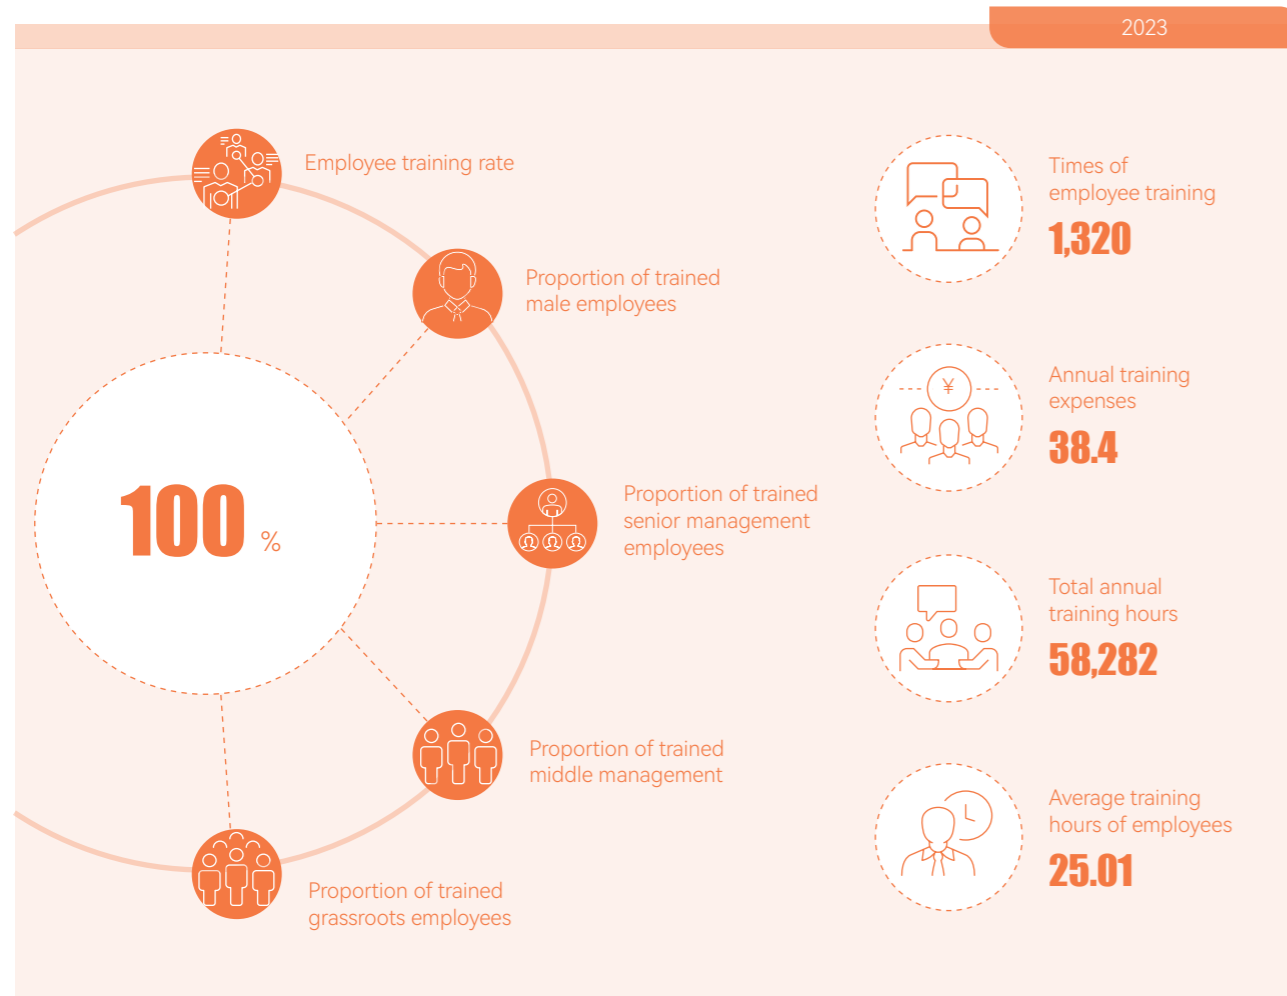 2023
Employee training rate
Proportion of trained
male employees
100 %
Proportion of trained
senior management
employees
Proportion of trained
middle management
Proportion of trained
grassroots employees
Times of
employee training
1,320
¥
Annual training
expenses
38.4
Total annual
training hours
58,282
Average training
hours of employees
25.01